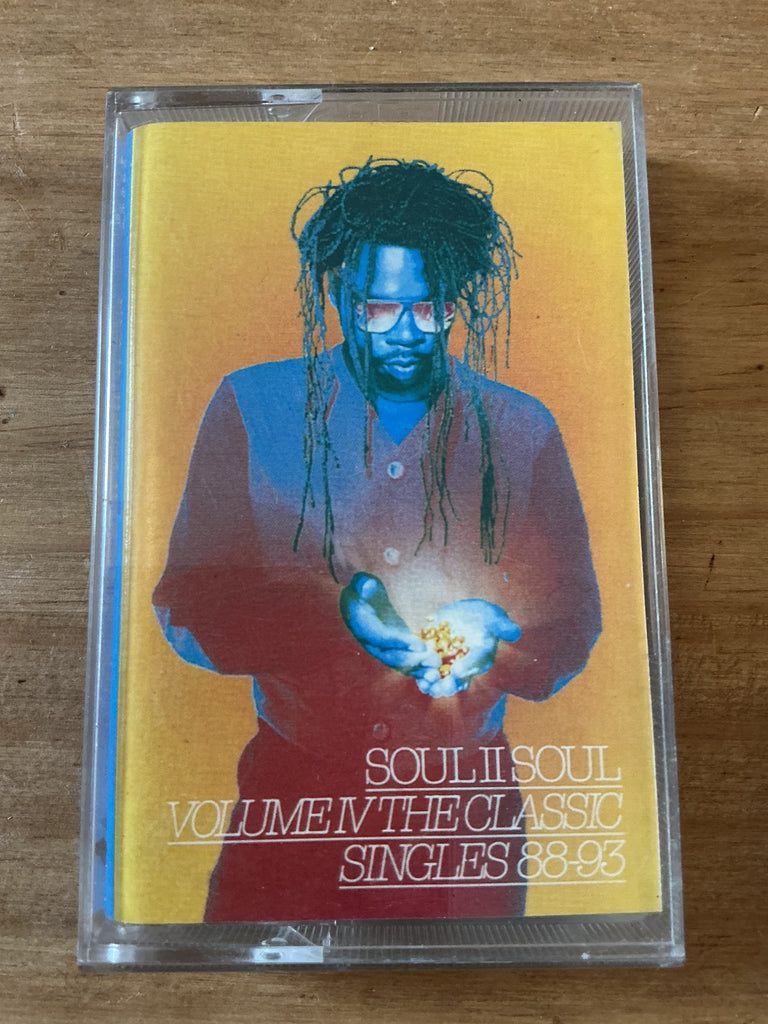 SOUL II SOUL
VOLUME IV THE CLASSIC
SINGLES 88-93